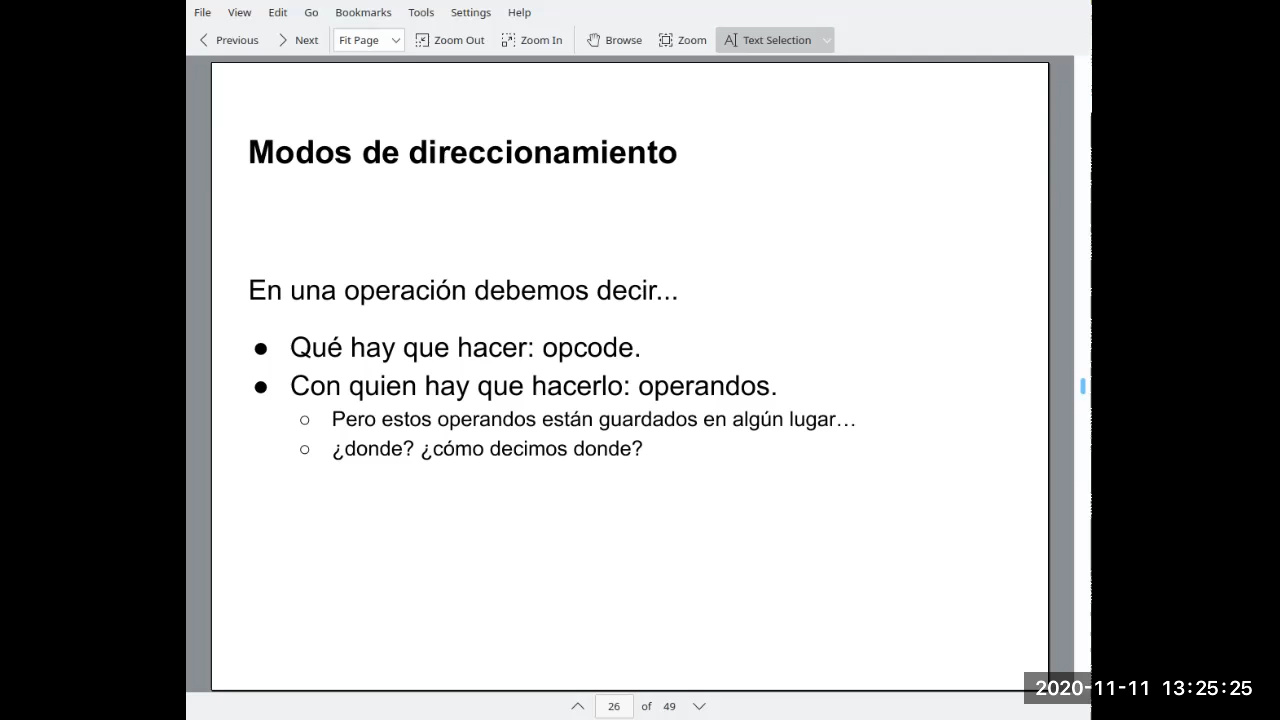 File View Edit Go Bookmarks Tools Settings Help
Previous Next Fit Page Zoom Out Zoom In Browse Zoom Text Selection
Modos de direccionamiento
En una operación debemos decir...
● Qué hay que hacer: opcode.
● Con quien hay que hacerlo: operandos.
○ Pero estos operandos están guardados en algún lugar…
○ ¿donde? ¿cómo decimos donde?
2020-11-11 13:25:25
26 of 49